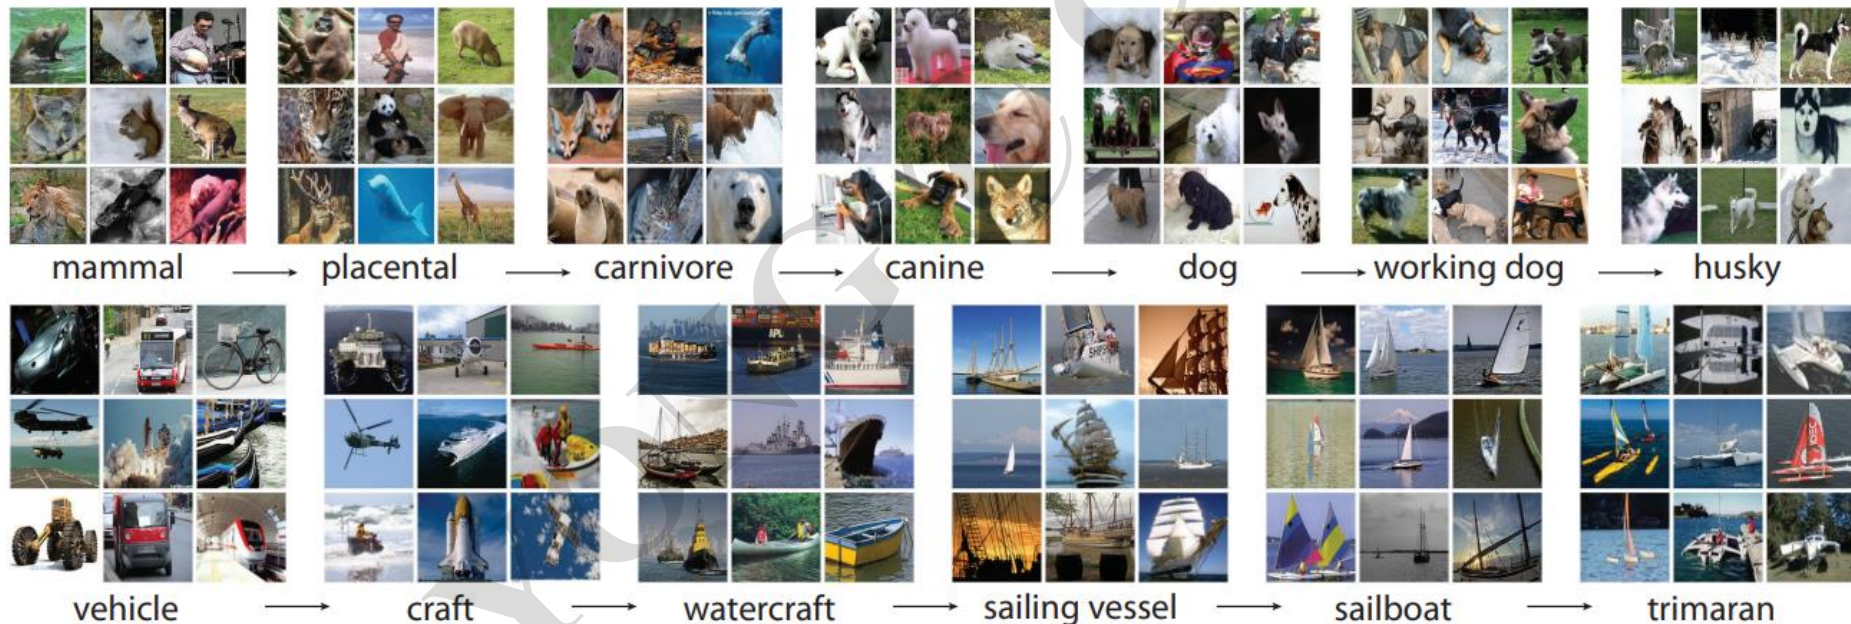 mammal → placental → carnivore → canine → dog → working dog → husky
vehicle → craft → watercraft → sailing vessel → sailboat → trimaran